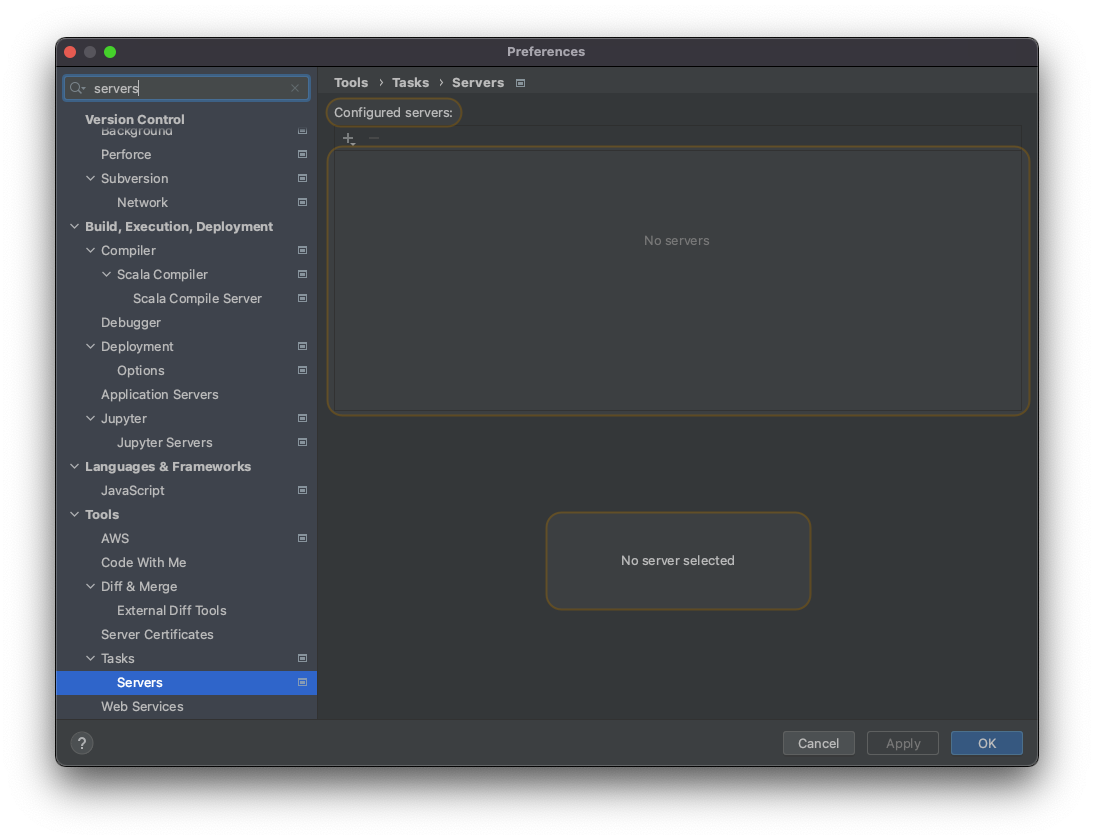 Preferences
servers
Version Control
Background
Perforce
Subversion
Network
Build, Execution, Deployment
Compiler
Scala Compiler
Scala Compile Server
Debugger
Deployment
Options
Application Servers
Jupyter
Jupyter Servers
Languages & Frameworks
JavaScript
Tools
AWS
Code With Me
Diff & Merge
External Diff Tools
Server Certificates
Tasks
Servers
Web Services
Tools › Tasks › Servers
Configured servers:
No servers
No server selected
?
Cancel
Apply
OK